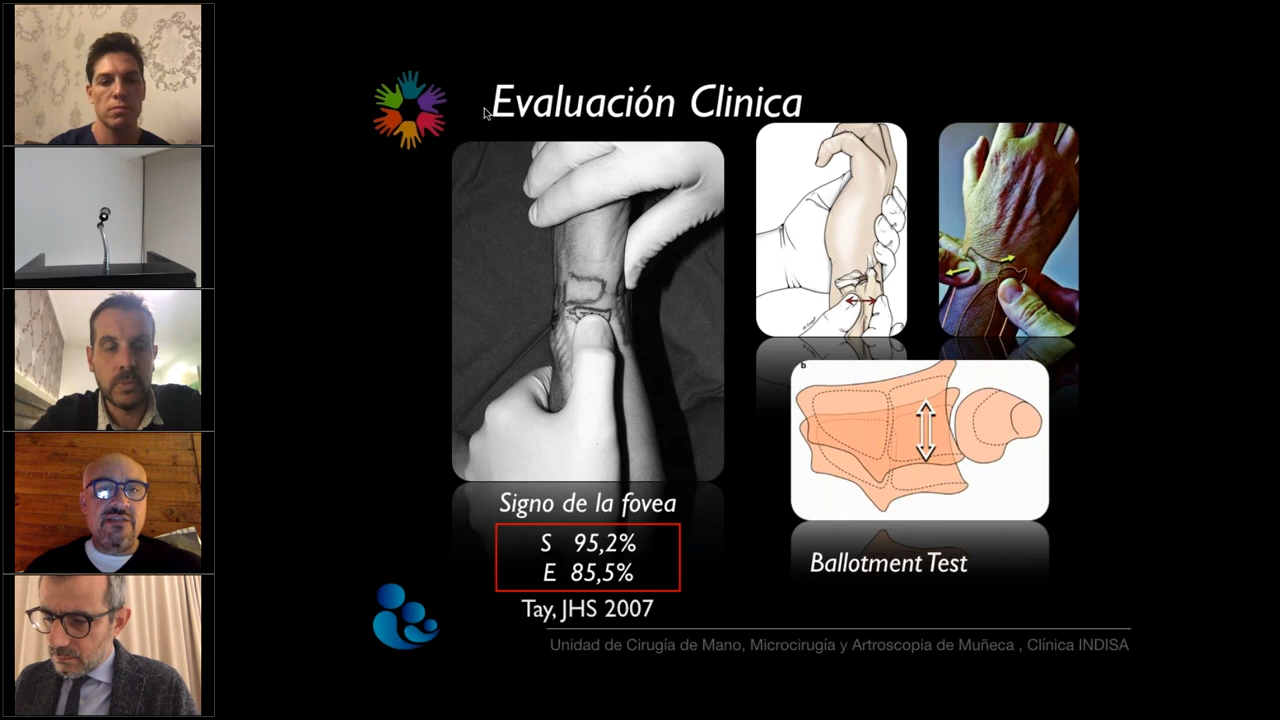 Evaluación Clinica
b
Signo de la fovea
S 95,2%
E 85,5%
Tay, JHS 2007
Ballotment Test
Unidad de Cirugía de Mano, Microcirugía y Artroscopia de Muñeca , Clínica INDISA